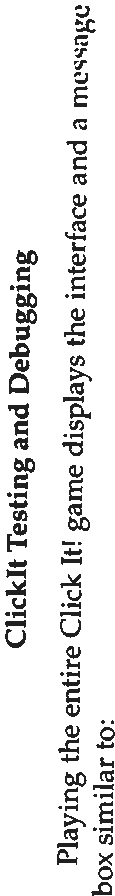 ClickIt Testing and Debugging
Playing the entire Click It! game displays the interface and a message
box similar to: